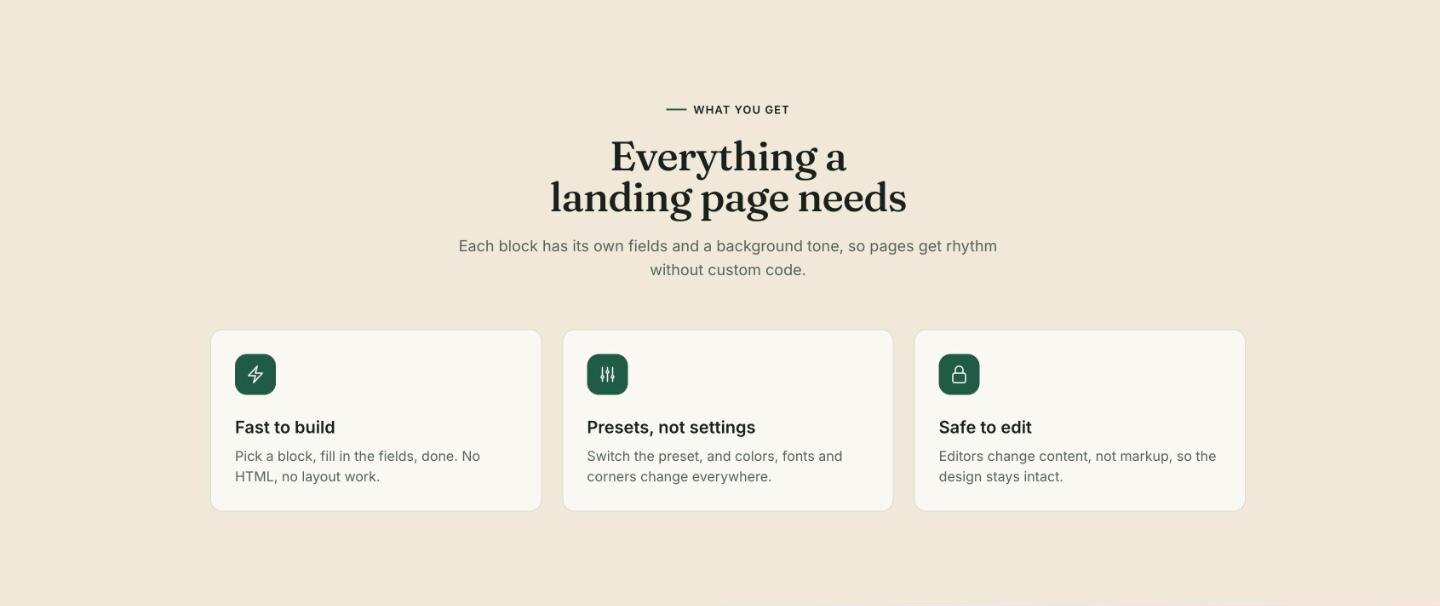 WHAT YOU GET
Everything a
landing page needs
Each block has its own fields and a background tone, so pages get rhythm
without custom code.
Fast to build
Pick a block, fill in the fields, done. No
HTML, no layout work.
Presets, not settings
Switch the preset, and colors, fonts and
corners change everywhere.
Safe to edit
Editors change content, not markup, so the
design stays intact.